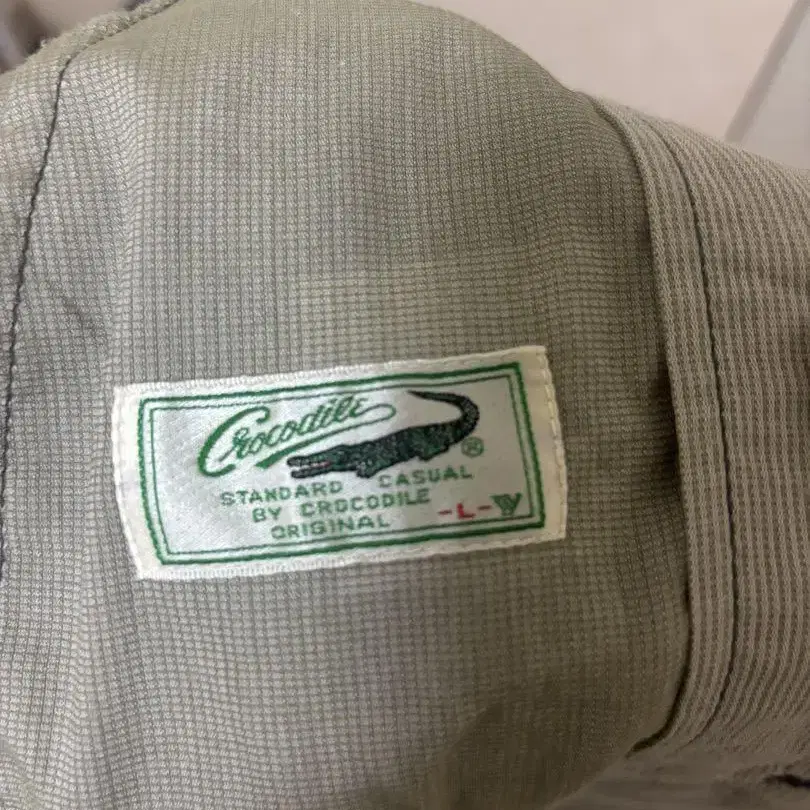 Crocodile
®
STANDARD CASUAL
BY CROCODILE
ORIGINAL -L-